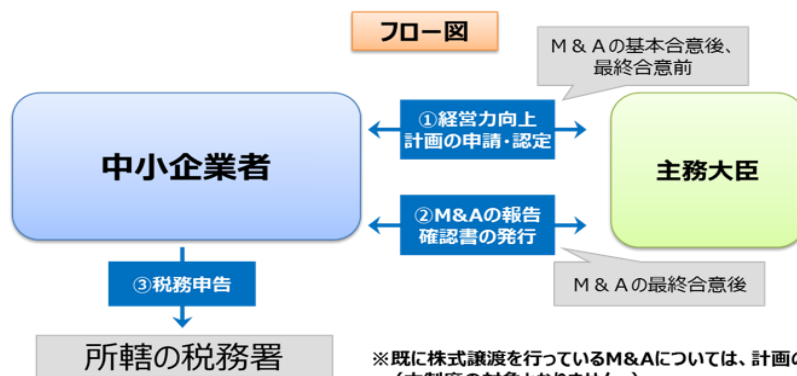 フロー図
M＆Aの基本合意後、
最終合意前
中小企業者
①経営力向上
計画の申請・認定
主務大臣
②M&Aの報告
確認書の発行
M＆Aの最終合意後
③税務申告
所轄の税務署
※既に株式譲渡を行っているM&Aについては、計画の